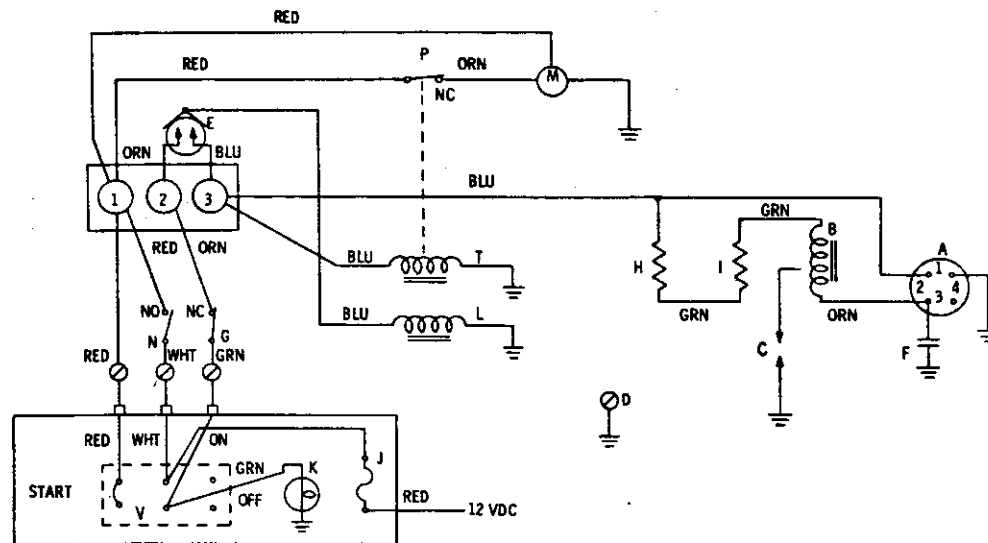 RED
RED
P
ORN
M
NC
E
ORN
BLU
1
2
3
BLU
RED
ORN
GRN
B
A
BLU
T
H
I
2
1
3
4
NO
NC
BLU
L
GRN
ORN
N
G
C
F
RED
WHT
GRN
D
RED
WHT
ON
J
START
GRN
K
V
OFF
RED
12 VDC